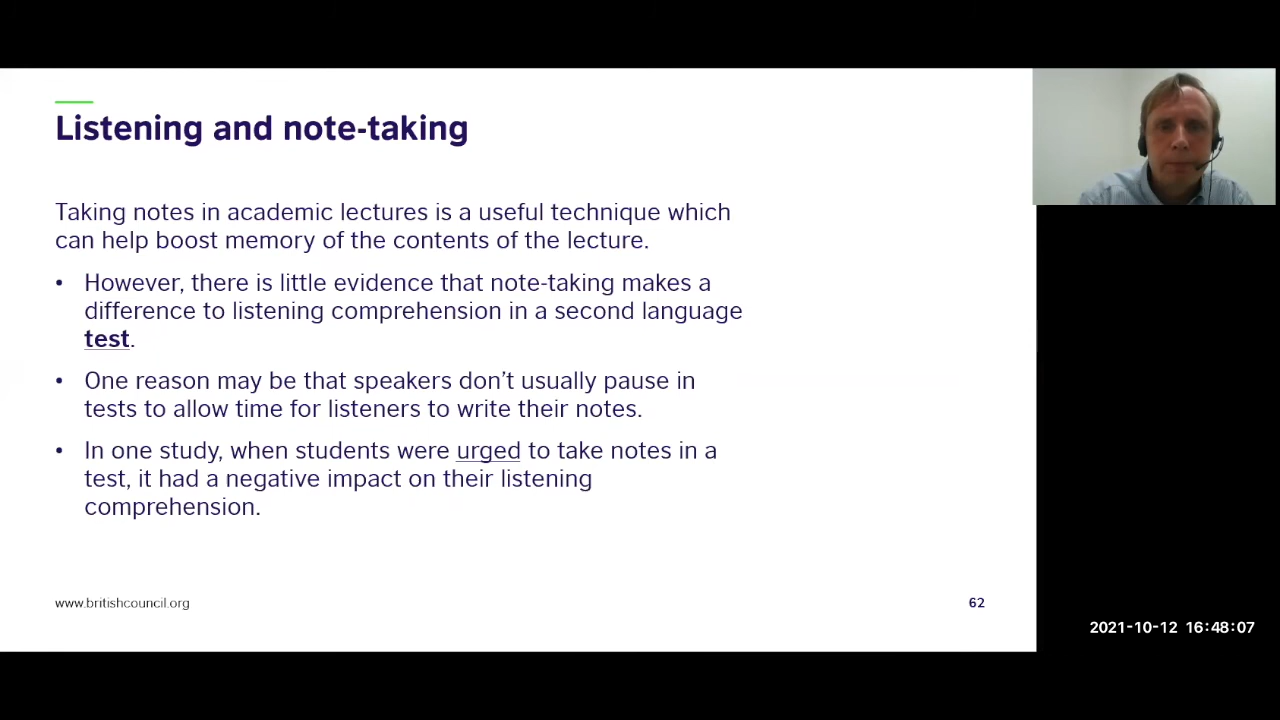 Listening and note-taking
Taking notes in academic lectures is a useful technique which
can help boost memory of the contents of the lecture.
• However, there is little evidence that note-taking makes a
difference to listening comprehension in a second language
test.
• One reason may be that speakers don’t usually pause in
tests to allow time for listeners to write their notes.
• In one study, when students were urged to take notes in a
test, it had a negative impact on their listening
comprehension.
www.britishcouncil.org
62
2021-10-12 16:48:07